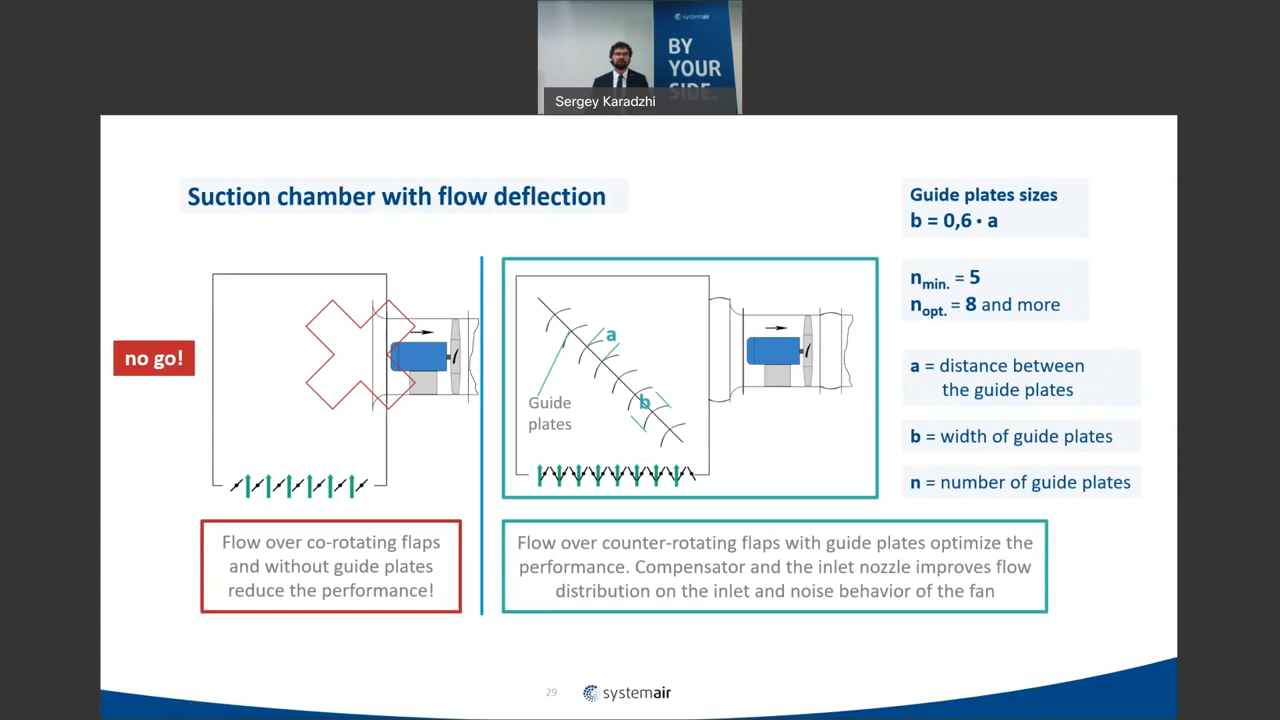 systemair
BY
YOUR
SIDE.
Sergey Karadzhi
Suction chamber with flow deflection
Guide plates sizes
b = 0,6 · a
nmin. = 5
nopt. = 8 and more
a = distance between
the guide plates
b = width of guide plates
n = number of guide plates
no go!
a
b
Guide
plates
Flow over co-rotating flaps
and without guide plates
reduce the performance!
Flow over counter-rotating flaps with guide plates optimize the
performance. Compensator and the inlet nozzle improves flow
distribution on the inlet and noise behavior of the fan
29
systemair